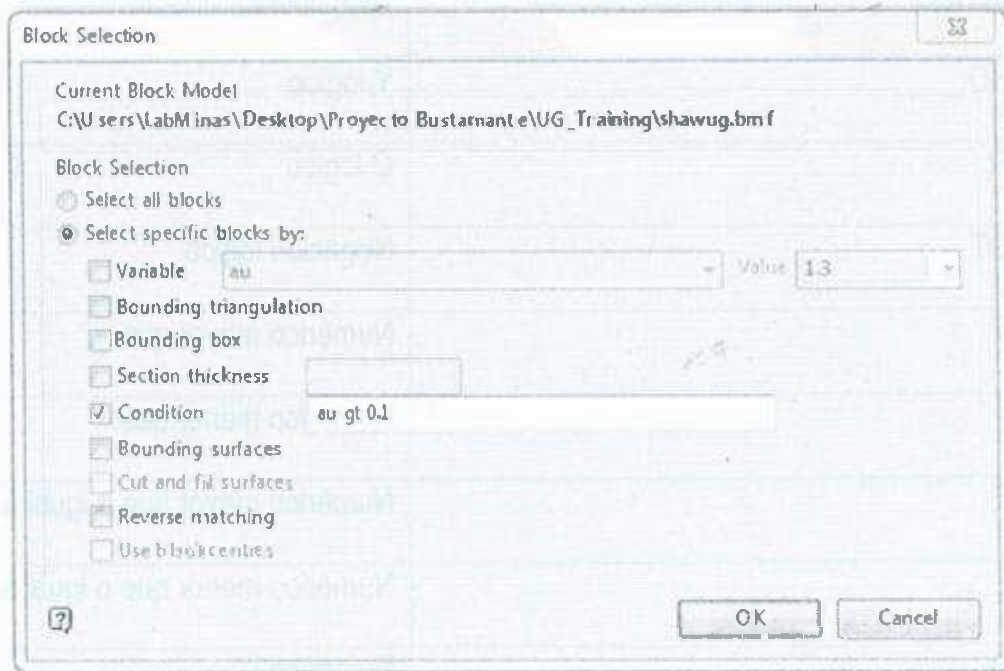 Block Selection
Current Block Model
C:\Users\LabMinas\Desktop\Proyecto Bustamante\UG_Training\shawug.bmf
Block Selection
Select all blocks
Select specific blocks by:
Variable au Value 1.3
Bounding triangulation
Bounding box
Section thickness
Condition au gt 0.1
Bounding surfaces
Cut and fill surfaces
Reverse matching
Use block centres
? OK Cancel